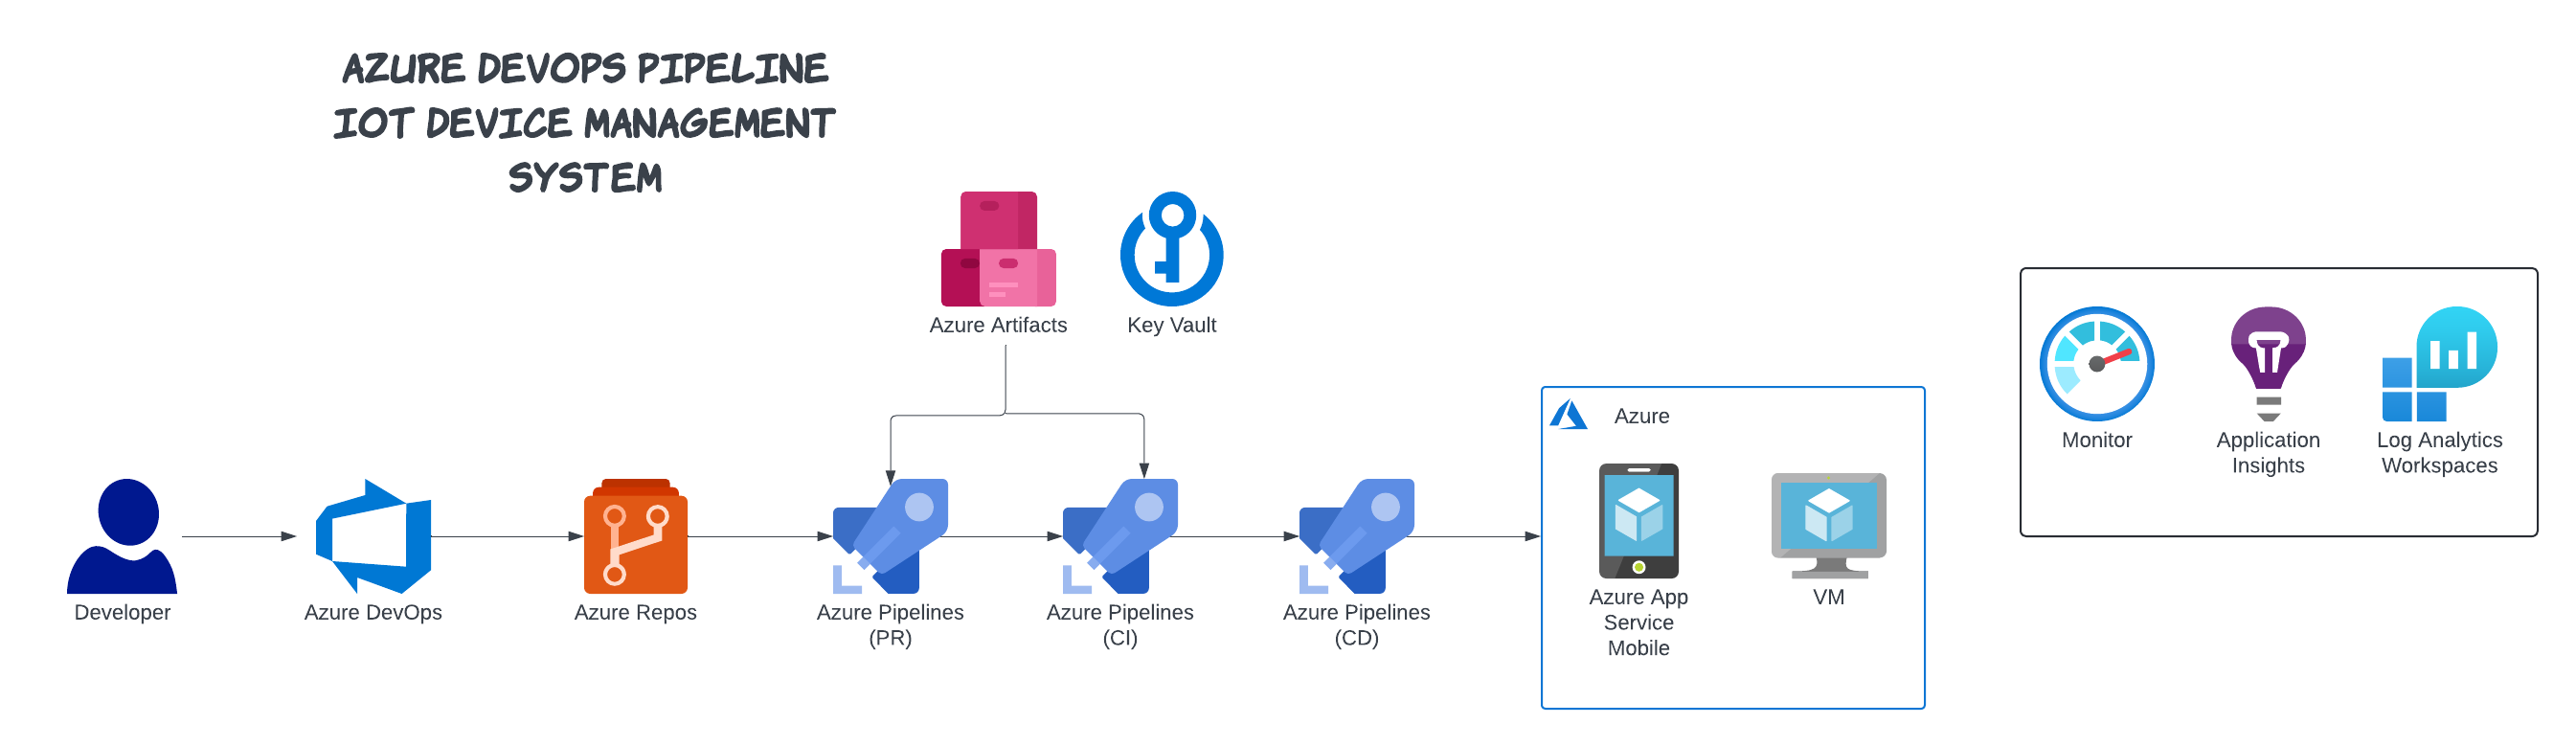 AZURE DEVOPS PIPELINE
IOT DEVICE MANAGEMENT
SYSTEM
Azure Artifacts
Key Vault
Developer
Azure DevOps
Azure Repos
Azure Pipelines
(PR)
Azure Pipelines
(CI)
Azure Pipelines
(CD)
Azure
Azure App
Service
Mobile
VM
Monitor
Application
Insights
Log Analytics
Workspaces